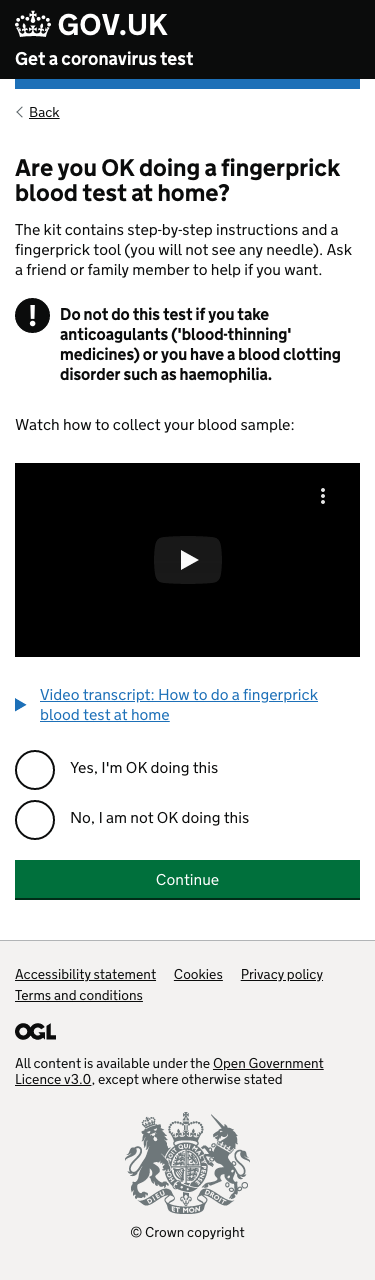 GOV.UK
Get a coronavirus test
Back
Are you OK doing a fingerprick
blood test at home?
The kit contains step-by-step instructions and a
fingerprick tool (you will not see any needle). Ask
a friend or family member to help if you want.
! Do not do this test if you take
anticoagulants ('blood-thinning'
medicines) or you have a blood clotting
disorder such as haemophilia.
Watch how to collect your blood sample:
Video transcript: How to do a fingerprick
blood test at home
Yes, I'm OK doing this
No, I am not OK doing this
Continue
Accessibility statement Cookies Privacy policy
Terms and conditions
OGL
All content is available under the Open Government
Licence v3.0, except where otherwise stated
DIEU ET MON DROIT
© Crown copyright